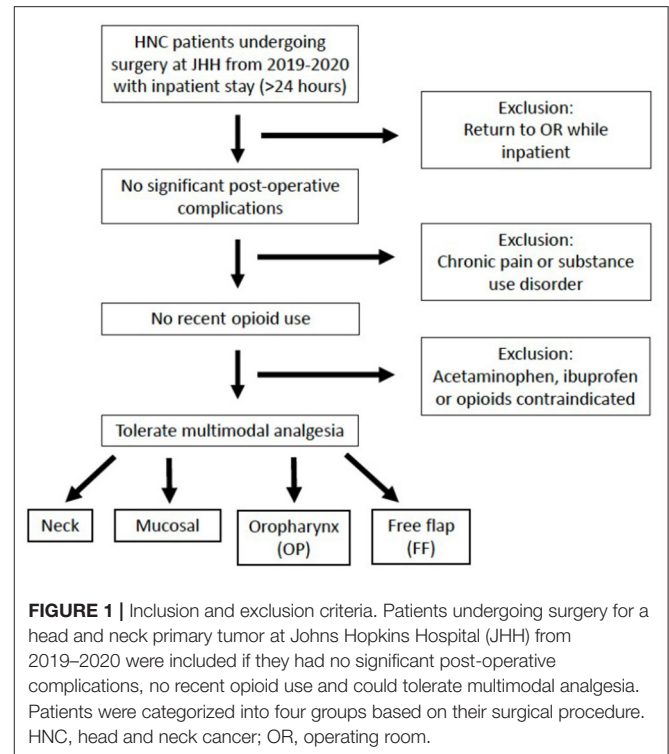 HNC patients undergoing
surgery at JHH from 2019-2020
with inpatient stay (>24 hours)
Exclusion:
Return to OR while
inpatient
No significant post-operative
complications
Exclusion:
Chronic pain or substance
use disorder
No recent opioid use
Exclusion:
Acetaminophen, ibuprofen
or opioids contraindicated
Tolerate multimodal analgesia
Neck
Mucosal
Oropharynx
(OP)
Free flap
(FF)
FIGURE 1 | Inclusion and exclusion criteria. Patients undergoing surgery for a
head and neck primary tumor at Johns Hopkins Hospital (JHH) from
2019–2020 were included if they had no significant post-operative
complications, no recent opioid use and could tolerate multimodal analgesia.
Patients were categorized into four groups based on their surgical procedure.
HNC, head and neck cancer; OR, operating room.